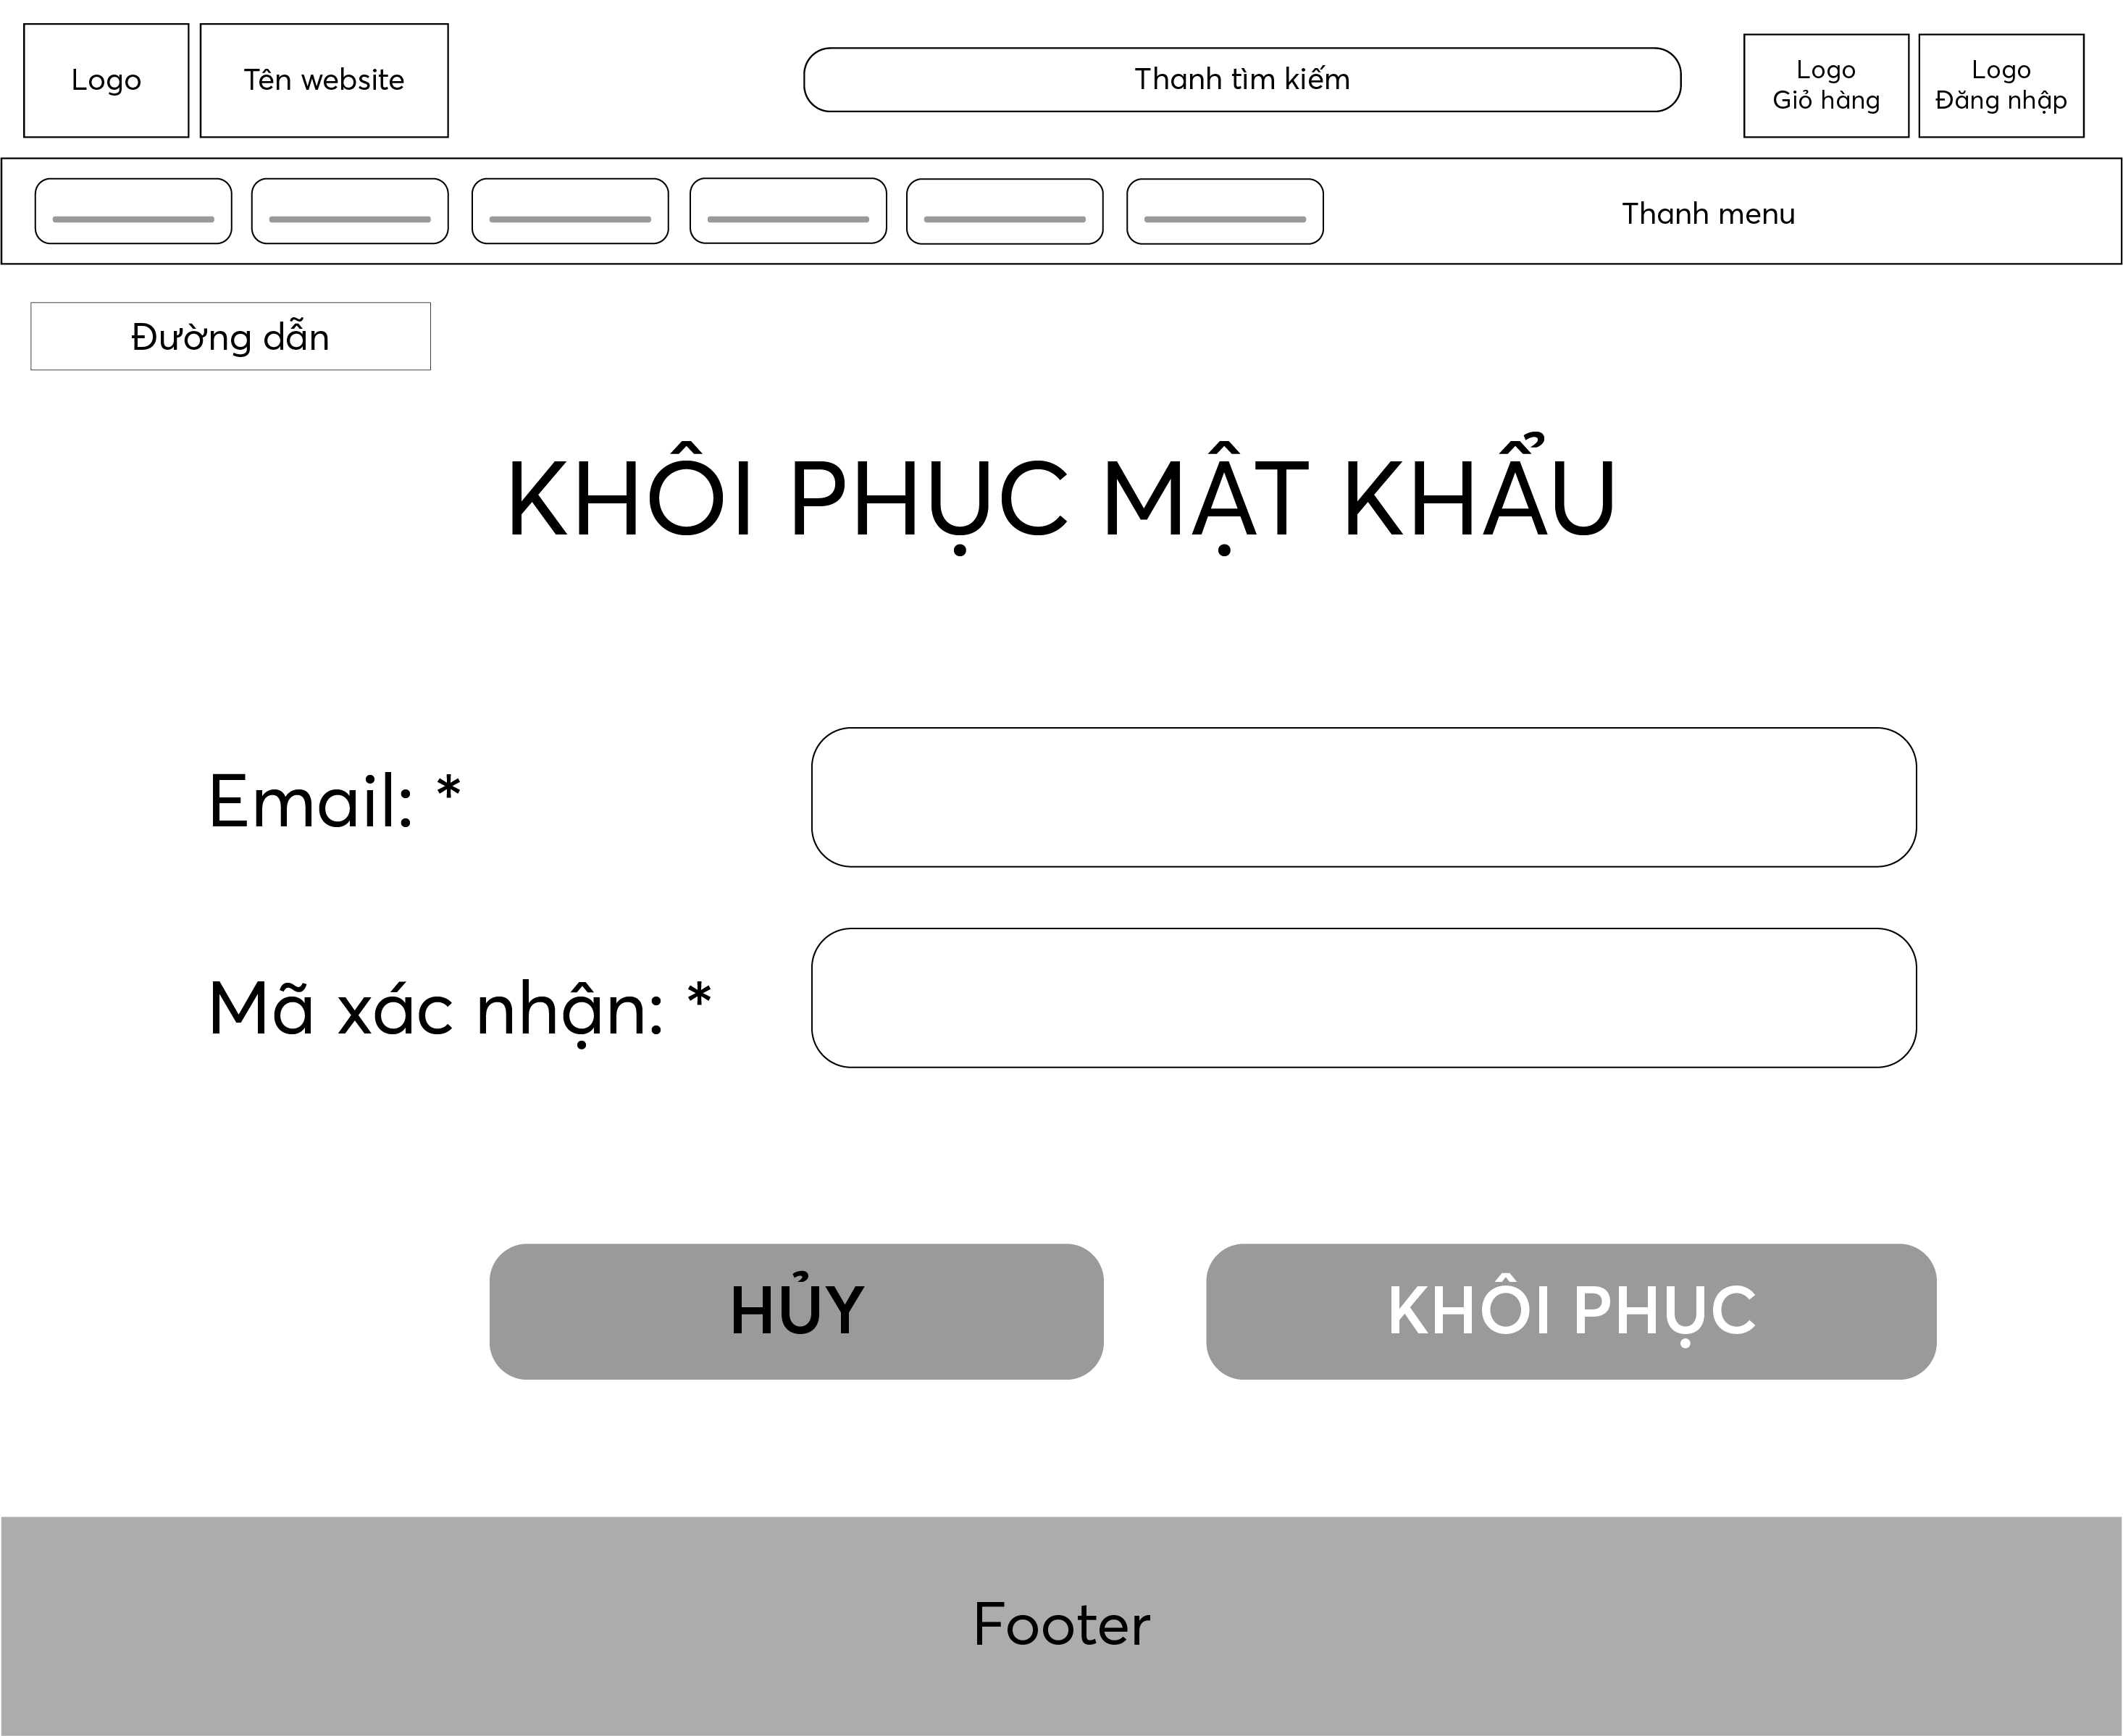 Logo
Tên website
Thanh tìm kiếm
Logo
Giỏ hàng
Logo
Đăng nhập
Thanh menu
Đường dẫn
KHÔI PHỤC MẬT KHẨU
Email: *
Mã xác nhận: *
HỦY
KHÔI PHỤC
Footer